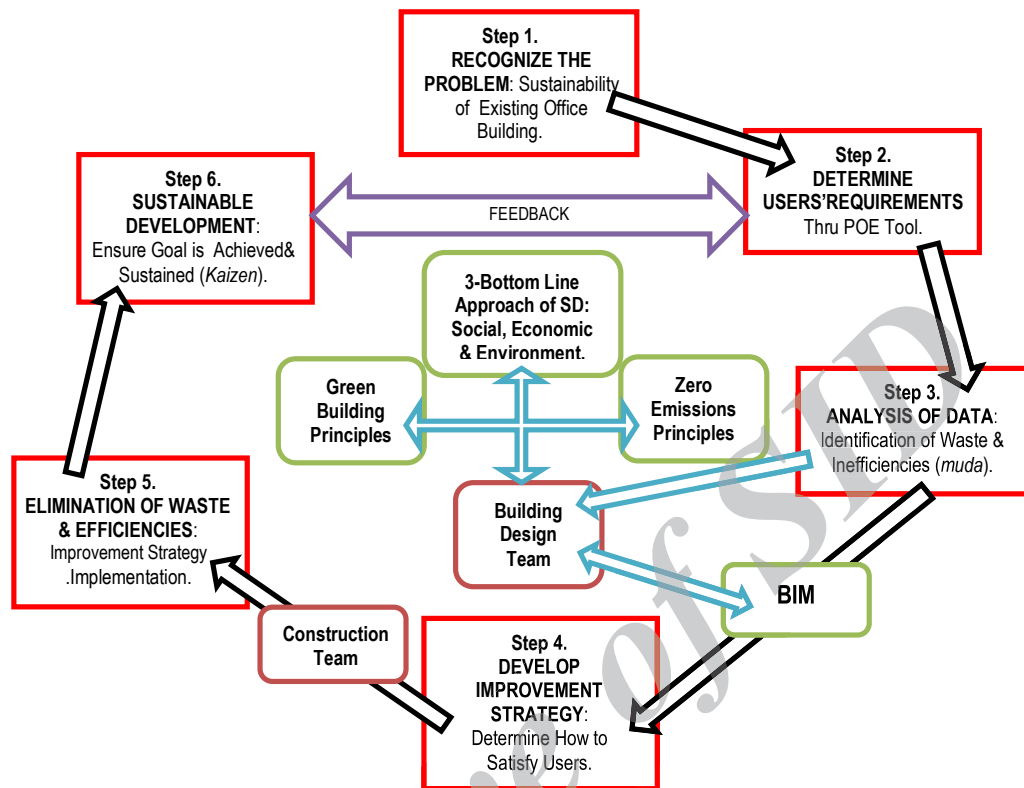 Step 1.
RECOGNIZE THE
PROBLEM: Sustainability
of Existing Office
Building.
Step 2.
DETERMINE
USERS'REQUIREMENTS
Thru POE Tool.
Step 6.
SUSTAINABLE
DEVELOPMENT:
Ensure Goal is Achieved&
Sustained (Kaizen).
FEEDBACK
3-Bottom Line
Approach of SD:
Social, Economic
& Environment.
Green
Building
Principles
Zero
Emissions
Principles
Step 3.
ANALYSIS OF DATA:
Identification of Waste &
Inefficiencies (muda).
Step 5.
ELIMINATION OF WASTE
& EFFICIENCIES:
Improvement Strategy
.Implementation.
Building
Design
Team
BIM
Construction
Team
Step 4.
DEVELOP
IMPROVEMENT
STRATEGY:
Determine How to
Satisfy Users.
of SID